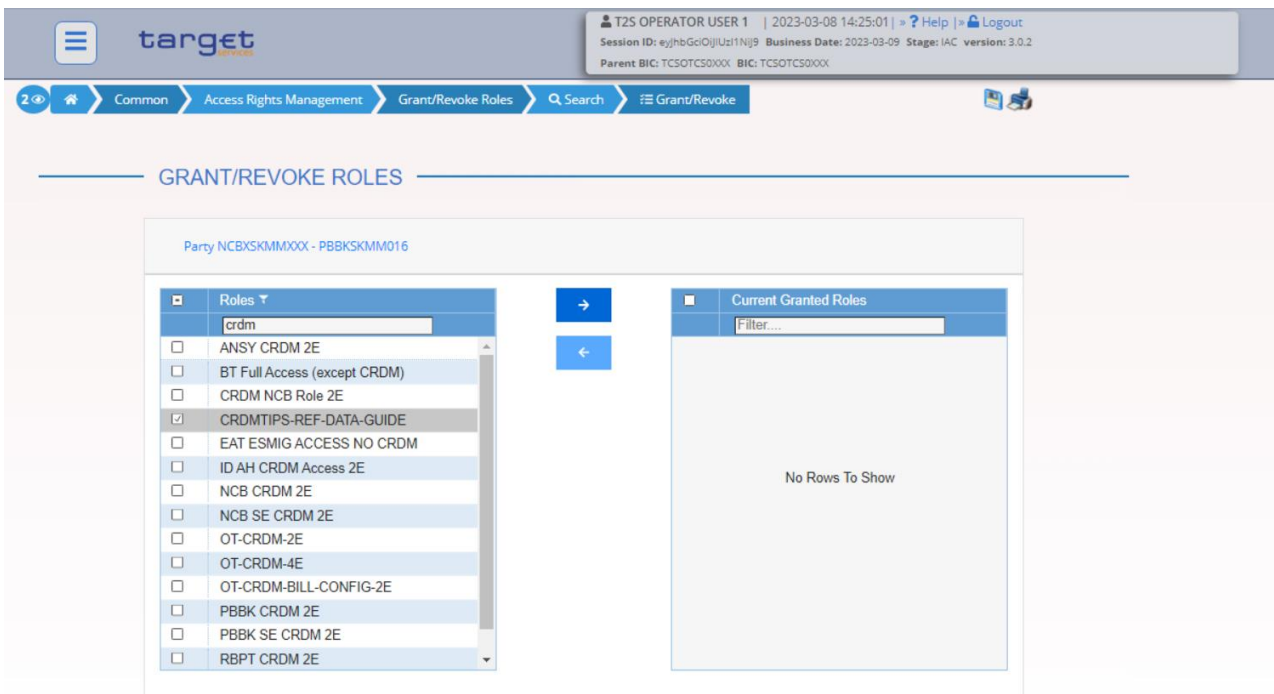 T2S OPERATOR USER 1 | 2023-03-08 14:25:01 | » ? Help | » Logout
Session ID: eyJhbGciOiJIUzI1NiJ9 Business Date: 2023-03-09 Stage: IAC version: 3.0.2
Parent BIC: TCSOTCS0XXX BIC: TCSOTCS0XXX
target
services
2 Common Access Rights Management Grant/Revoke Roles Search Grant/Revoke
GRANT/REVOKE ROLES
Party NCBXSKMMXXX - PBBKSKMM016
Roles
crdm
ANSY CRDM 2E
BT Full Access (except CRDM)
CRDM NCB Role 2E
CRDMTIPS-REF-DATA-GUIDE
EAT ESMIG ACCESS NO CRDM
ID AH CRDM Access 2E
NCB CRDM 2E
NCB SE CRDM 2E
OT-CRDM-2E
OT-CRDM-4E
OT-CRDM-BILL-CONFIG-2E
PBBK CRDM 2E
PBBK SE CRDM 2E
RBPT CRDM 2E
Current Granted Roles
Filter....
No Rows To Show